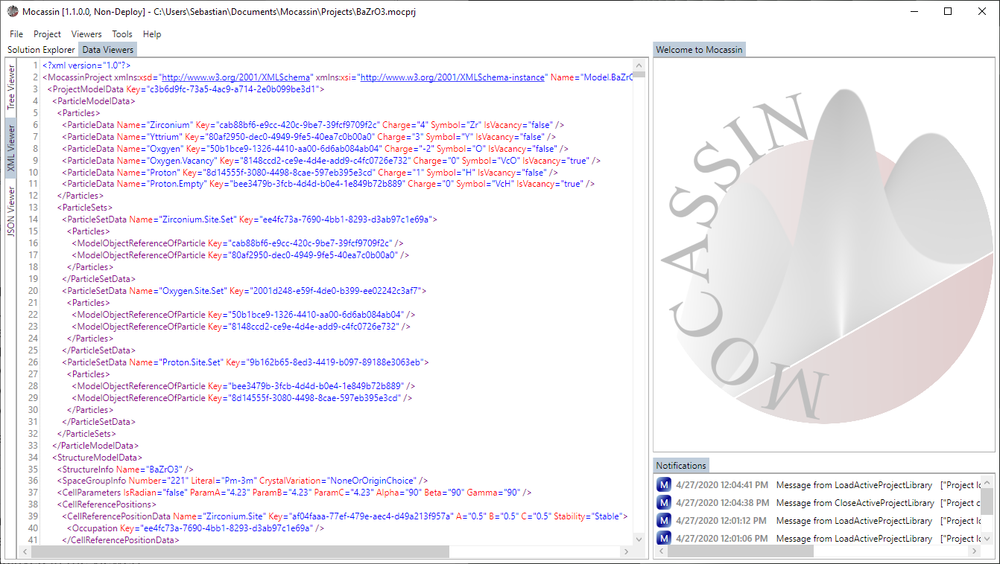 Mocassin [1.1.0.0, Non-Deploy] - C:\Users\Sebastian\Documents\Mocassin\Projects\BaZrO3.mocprj
File Project Viewers Tools Help
Solution Explorer Data Viewers
Tree Viewer
XML Viewer
JSON Viewer
1 <?xml version="1.0"?>
2 <MocassinProject xmlns:xsd="http://www.w3.org/2001/XMLSchema" xmlns:xsi="http://www.w3.org/2001/XMLSchema-instance" Name="Model.BaZrO
3 <ProjectModelData Key="c3b6d9fc-73a5-4ac9-a714-2e0b099be3d1">
4 <ParticleModelData>
5 <Particles>
6 <ParticleData Name="Zirconium" Key="cab88bf6-e9cc-420c-9be7-39fcf9709f2c" Charge="4" Symbol="Zr" IsVacancy="false" />
7 <ParticleData Name="Yttrium" Key="80af2950-dec0-4949-9fe5-40ea7c0b00a0" Charge="3" Symbol="Y" IsVacancy="false" />
8 <ParticleData Name="Oxgyen" Key="50b1bce9-1326-4410-aa00-6d6ab084ab04" Charge="-2" Symbol="O" IsVacancy="false" />
9 <ParticleData Name="Oxygen.Vacancy" Key="8148ccd2-ce9e-4d4e-add9-c4fc0726e732" Charge="0" Symbol="VcO" IsVacancy="true" />
10 <ParticleData Name="Proton" Key="8d14555f-3080-4498-8cae-597eb395e3cd" Charge="1" Symbol="H" IsVacancy="false" />
11 <ParticleData Name="Proton.Empty" Key="bee3479b-3fcb-4d4d-b0e4-1e849b72b889" Charge="0" Symbol="VcH" IsVacancy="true" />
12 </Particles>
13 <ParticleSets>
14 <ParticleSetData Name="Zirconium.Site.Set" Key="ee4fc73a-7690-4bb1-8293-d3ab97c1e69a">
15 <Particles>
16 <ModelObjectReferenceOfParticle Key="cab88bf6-e9cc-420c-9be7-39fcf9709f2c" />
17 <ModelObjectReferenceOfParticle Key="80af2950-dec0-4949-9fe5-40ea7c0b00a0" />
18 </Particles>
19 </ParticleSetData>
20 <ParticleSetData Name="Oxygen.Site.Set" Key="2001d248-e59f-4de0-b399-ee02242c3af7">
21 <Particles>
22 <ModelObjectReferenceOfParticle Key="50b1bce9-1326-4410-aa00-6d6ab084ab04" />
23 <ModelObjectReferenceOfParticle Key="8148ccd2-ce9e-4d4e-add9-c4fc0726e732" />
24 </Particles>
25 </ParticleSetData>
26 <ParticleSetData Name="Proton.Site.Set" Key="9b162b65-8ed3-4419-b097-89188e3063eb">
27 <Particles>
28 <ModelObjectReferenceOfParticle Key="bee3479b-3fcb-4d4d-b0e4-1e849b72b889" />
29 <ModelObjectReferenceOfParticle Key="8d14555f-3080-4498-8cae-597eb395e3cd" />
30 </Particles>
31 </ParticleSetData>
32 </ParticleSets>
33 </ParticleModelData>
34 <StructureModelData>
35 <StructureInfo Name="BaZrO3" />
36 <SpaceGroupInfo Number="221" Literal="Pm-3m" CrystalVariation="NoneOrOriginChoice" />
37 <CellParameters IsRadian="false" ParamA="4.23" ParamB="4.23" ParamC="4.23" Alpha="90" Beta="90" Gamma="90" />
38 <CellReferencePositions>
39 <CellReferencePositionData Name="Zirconium.Site" Key="af04faaa-77ef-479e-aec4-d49a213f957a" A="0.5" B="0.5" C="0.5" Stability="Stable">
40 <Occupation Key="ee4fc73a-7690-4bb1-8293-d3ab97c1e69a" />
41 </CellReferencePositionData>
Welcome to Mocassin
MOCASSIN
Notifications
M 4/27/2020 12:04:41 PM Message from LoadActiveProjectLibrary ["Project lo
M 4/27/2020 12:04:38 PM Message from CloseActiveProjectLibrary ["Project c
M 4/27/2020 12:01:12 PM Message from LoadActiveProjectLibrary ["Project lo
M 4/27/2020 12:01:06 PM Message from LoadActiveProjectLibrary ["Project lo